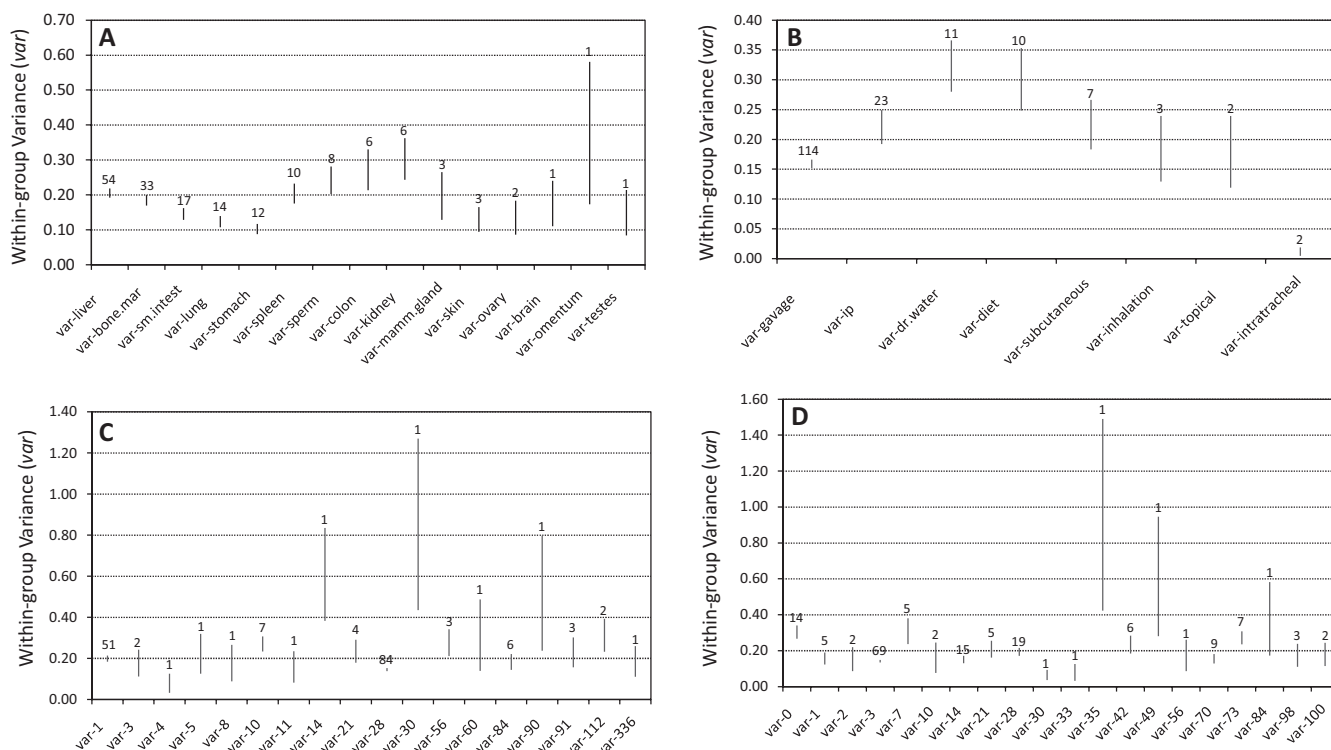 A
Within-group Variance (var)
0.70
0.60
0.50
0.40
0.30
0.20
0.10
0.00
54
33
17
14
12
10
8
6
6
3
3
2
1
1
1
var-liver
var-bone.mar
var-sm.intest
var-lung
var-stomach
var-spleen
var-sperm
var-colon
var-kidney
var-mamm.gland
var-skin
var-ovary
var-brain
var-omentum
var-testes
B
Within-group Variance (var)
0.40
0.35
0.30
0.25
0.20
0.15
0.10
0.05
0.00
114
23
11
10
7
3
2
2
var-gavage
var-ip
var-dr.water
var-diet
var-subcutaneous
var-inhalation
var-topical
var-intratracheal
C
Within-group Variance (var)
1.40
1.20
1.00
0.80
0.60
0.40
0.20
0.00
51
2
1
1
1
7
1
1
4
84
1
3
1
6
1
3
2
1
var-1
var-3
var-4
var-5
var-8
var-10
var-11
var-14
var-21
var-28
var-30
var-56
var-60
var-84
var-90
var-91
var-112
var-336
D
Within-group Variance (var)
1.60
1.40
1.20
1.00
0.80
0.60
0.40
0.20
0.00
14
5
2
69
5
2
15
5
19
1
1
1
6
1
1
9
7
1
3
2
var-0
var-1
var-2
var-3
var-7
var-10
var-14
var-21
var-28
var-30
var-33
var-35
var-42
var-49
var-56
var-70
var-73
var-84
var-98
var-100